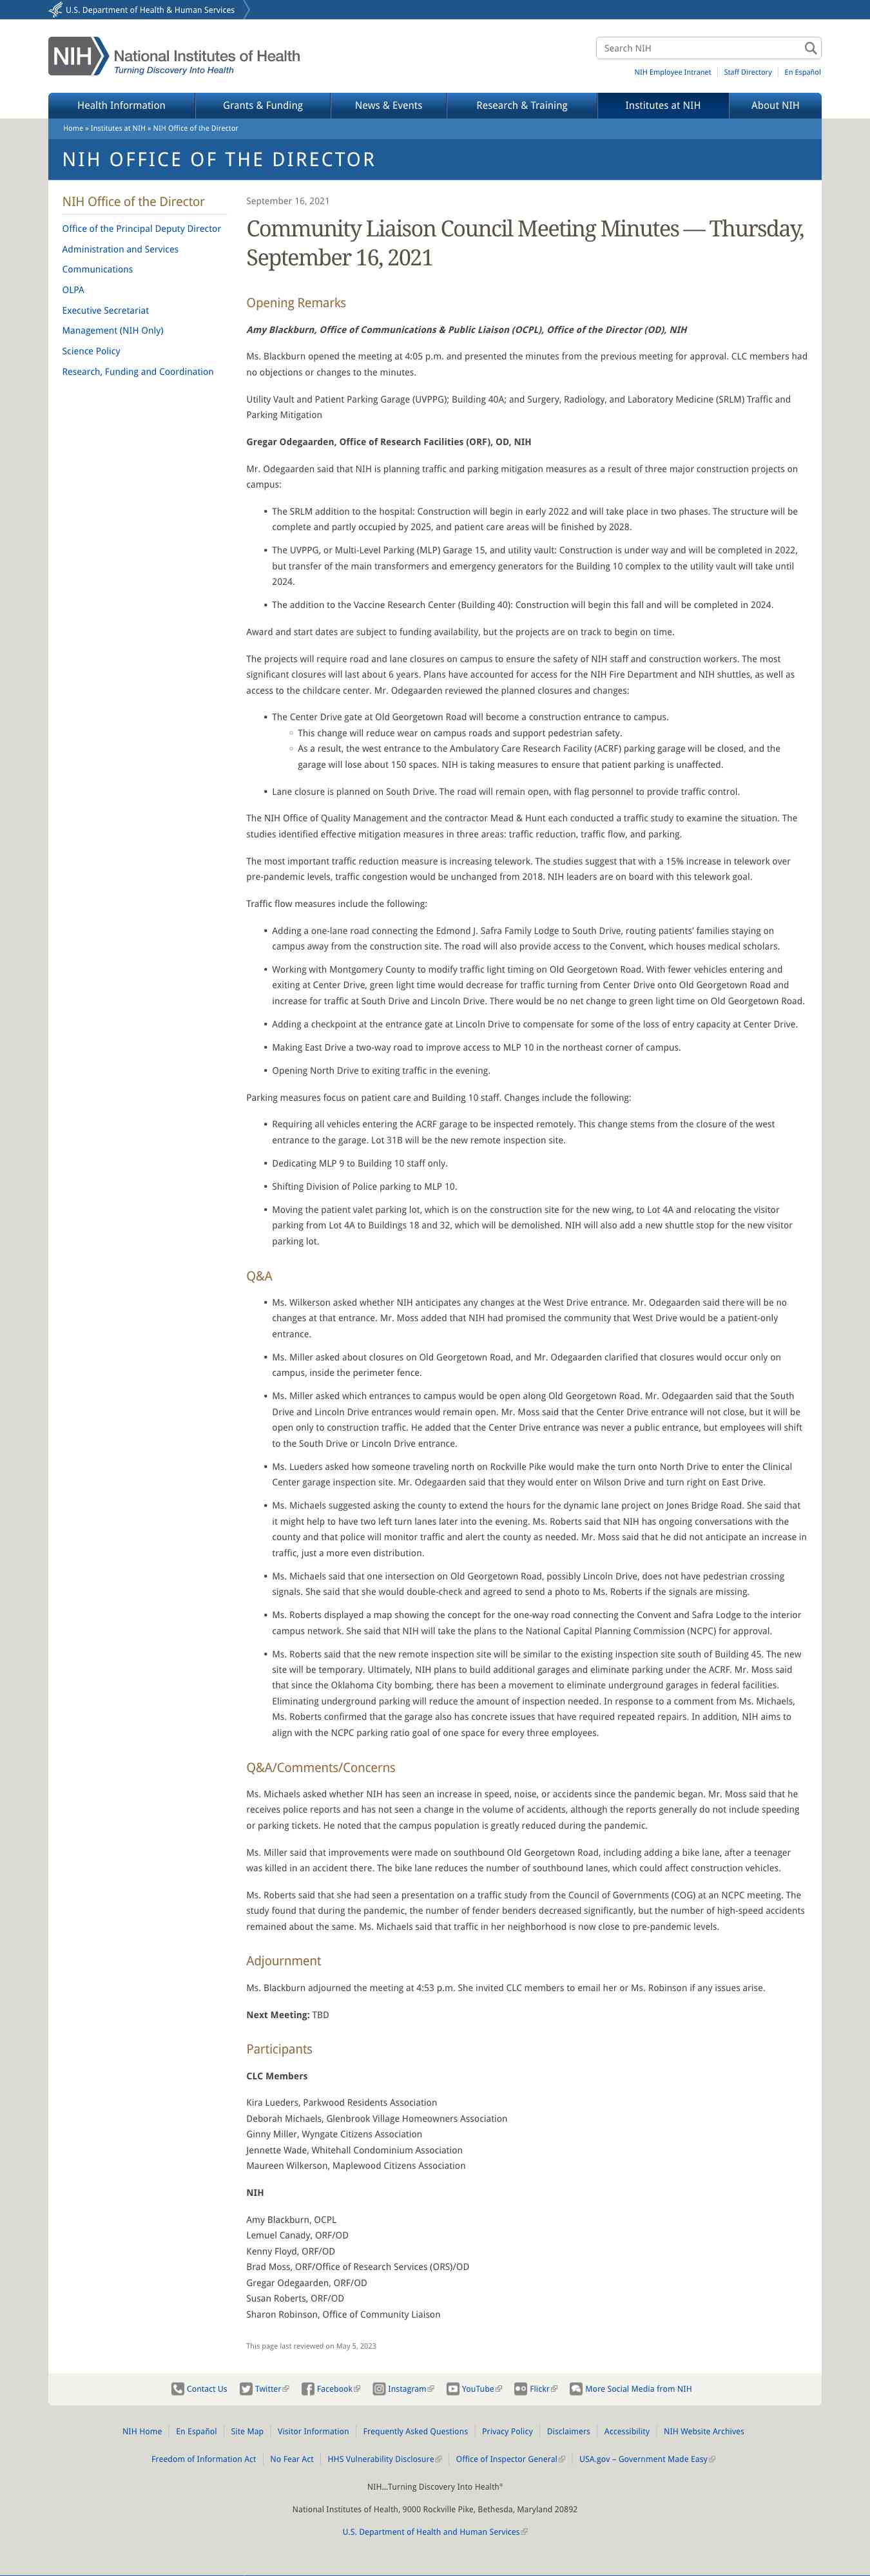 U.S. Department of Health & Human Services
NIH National Institutes of Health
Turning Discovery Into Health
Search NIH
NIH Employee Intranet Staff Directory En Español
Health Information Grants & Funding News & Events Research & Training Institutes at NIH About NIH
Home » Institutes at NIH » NIH Office of the Director
NIH OFFICE OF THE DIRECTOR
NIH Office of the Director
Office of the Principal Deputy Director
Administration and Services
Communications
OLPA
Executive Secretariat
Management (NIH Only)
Science Policy
Research, Funding and Coordination
September 16, 2021
Community Liaison Council Meeting Minutes — Thursday,
September 16, 2021
Opening Remarks
Amy Blackburn, Office of Communications & Public Liaison (OCPL), Office of the Director (OD), NIH
Ms. Blackburn opened the meeting at 4:05 p.m. and presented the minutes from the previous meeting for approval. CLC members had
no objections or changes to the minutes.
Utility Vault and Patient Parking Garage (UVPPG); Building 40A; and Surgery, Radiology, and Laboratory Medicine (SRLM) Traffic and
Parking Mitigation
Gregar Odegaarden, Office of Research Facilities (ORF), OD, NIH
Mr. Odegaarden said that NIH is planning traffic and parking mitigation measures as a result of three major construction projects on
campus:
• The SRLM addition to the hospital: Construction will begin in early 2022 and will take place in two phases. The structure will be
complete and partly occupied by 2025, and patient care areas will be finished by 2028.
• The UVPPG, or Multi-Level Parking (MLP) Garage 15, and utility vault: Construction is under way and will be completed in 2022,
but transfer of the main transformers and emergency generators for the Building 10 complex to the utility vault will take until
2024.
• The addition to the Vaccine Research Center (Building 40): Construction will begin this fall and will be completed in 2024.
Award and start dates are subject to funding availability, but the projects are on track to begin on time.
The projects will require road and lane closures on campus to ensure the safety of NIH staff and construction workers. The most
significant closures will last about 6 years. Plans have accounted for access for the NIH Fire Department and NIH shuttles, as well as
access to the childcare center. Mr. Odegaarden reviewed the planned closures and changes:
• The Center Drive gate at Old Georgetown Road will become a construction entrance to campus.
○ This change will reduce wear on campus roads and support pedestrian safety.
○ As a result, the west entrance to the Ambulatory Care Research Facility (ACRF) parking garage will be closed, and the
garage will lose about 150 spaces. NIH is taking measures to ensure that patient parking is unaffected.
• Lane closure is planned on South Drive. The road will remain open, with flag personnel to provide traffic control.
The NIH Office of Quality Management and the contractor Mead & Hunt each conducted a traffic study to examine the situation. The
studies identified effective mitigation measures in three areas: traffic reduction, traffic flow, and parking.
The most important traffic reduction measure is increasing telework. The studies suggest that with a 15% increase in telework over
pre-pandemic levels, traffic congestion would be unchanged from 2018. NIH leaders are on board with this telework goal.
Traffic flow measures include the following:
• Adding a one-lane road connecting the Edmond J. Safra Family Lodge to South Drive, routing patients’ families staying on
campus away from the construction site. The road will also provide access to the Convent, which houses medical scholars.
• Working with Montgomery County to modify traffic light timing on Old Georgetown Road. With fewer vehicles entering and
exiting at Center Drive, green light time would decrease for traffic turning from Center Drive onto Old Georgetown Road and
increase for traffic at South Drive and Lincoln Drive. There would be no net change to green light time on Old Georgetown Road.
• Adding a checkpoint at the entrance gate at Lincoln Drive to compensate for some of the loss of entry capacity at Center Drive.
• Making East Drive a two-way road to improve access to MLP 10 in the northeast corner of campus.
• Opening North Drive to exiting traffic in the evening.
Parking measures focus on patient care and Building 10 staff. Changes include the following:
• Requiring all vehicles entering the ACRF garage to be inspected remotely. This change stems from the closure of the west
entrance to the garage. Lot 31B will be the new remote inspection site.
• Dedicating MLP 9 to Building 10 staff only.
• Shifting Division of Police parking to MLP 10.
• Moving the patient valet parking lot, which is on the construction site for the new wing, to Lot 4A and relocating the visitor
parking from Lot 4A to Buildings 18 and 32, which will be demolished. NIH will also add a new shuttle stop for the new visitor
parking lot.
Q&A
• Ms. Wilkerson asked whether NIH anticipates any changes at the West Drive entrance. Mr. Odegaarden said there will be no
changes at that entrance. Mr. Moss added that NIH had promised the community that West Drive would be a patient-only
entrance.
• Ms. Miller asked about closures on Old Georgetown Road, and Mr. Odegaarden clarified that closures would occur only on
campus, inside the perimeter fence.
• Ms. Miller asked which entrances to campus would be open along Old Georgetown Road. Mr. Odegaarden said that the South
Drive and Lincoln Drive entrances would remain open. Mr. Moss said that the Center Drive entrance will not close, but it will be
open only to construction traffic. He added that the Center Drive entrance was never a public entrance, but employees will shift
to the South Drive or Lincoln Drive entrance.
• Ms. Lueders asked how someone traveling north on Rockville Pike would make the turn onto North Drive to enter the Clinical
Center garage inspection site. Mr. Odegaarden said that they would enter on Wilson Drive and turn right on East Drive.
• Ms. Michaels suggested asking the county to extend the hours for the dynamic lane project on Jones Bridge Road. She said that
it might help to have two left turn lanes later into the evening. Ms. Roberts said that NIH has ongoing conversations with the
county and that police will monitor traffic and alert the county as needed. Mr. Moss said that he did not anticipate an increase in
traffic, just a more even distribution.
• Ms. Michaels said that one intersection on Old Georgetown Road, possibly Lincoln Drive, does not have pedestrian crossing
signals. She said that she would double-check and agreed to send a photo to Ms. Roberts if the signals are missing.
• Ms. Roberts displayed a map showing the concept for the one-way road connecting the Convent and Safra Lodge to the interior
campus network. She said that NIH will take the plans to the National Capital Planning Commission (NCPC) for approval.
• Ms. Roberts said that the new remote inspection site will be similar to the existing inspection site south of Building 45. The new
site will be temporary. Ultimately, NIH plans to build additional garages and eliminate parking under the ACRF. Mr. Moss said
that since the Oklahoma City bombing, there has been a movement to eliminate underground garages in federal facilities.
Eliminating underground parking will reduce the amount of inspection needed. In response to a comment from Ms. Michaels,
Ms. Roberts confirmed that the garage also has concrete issues that have required repeated repairs. In addition, NIH aims to
align with the NCPC parking ratio goal of one space for every three employees.
Q&A/Comments/Concerns
Ms. Michaels asked whether NIH has seen an increase in speed, noise, or accidents since the pandemic began. Mr. Moss said that he
receives police reports and has not seen a change in the volume of accidents, although the reports generally do not include speeding
or parking tickets. He noted that the campus population is greatly reduced during the pandemic.
Ms. Miller said that improvements were made on southbound Old Georgetown Road, including adding a bike lane, after a teenager
was killed in an accident there. The bike lane reduces the number of southbound lanes, which could affect construction vehicles.
Ms. Roberts said that she had seen a presentation on a traffic study from the Council of Governments (COG) at an NCPC meeting. The
study found that during the pandemic, the number of fender benders decreased significantly, but the number of high-speed accidents
remained about the same. Ms. Michaels said that traffic in her neighborhood is now close to pre-pandemic levels.
Adjournment
Ms. Blackburn adjourned the meeting at 4:53 p.m. She invited CLC members to email her or Ms. Robinson if any issues arise.
Next Meeting: TBD
Participants
CLC Members
Kira Lueders, Parkwood Residents Association
Deborah Michaels, Glenbrook Village Homeowners Association
Ginny Miller, Wyngate Citizens Association
Jennette Wade, Whitehall Condominium Association
Maureen Wilkerson, Maplewood Citizens Association
NIH
Amy Blackburn, OCPL
Lemuel Canady, ORF/OD
Kenny Floyd, ORF/OD
Brad Moss, ORF/Office of Research Services (ORS)/OD
Gregar Odegaarden, ORF/OD
Susan Roberts, ORF/OD
Sharon Robinson, Office of Community Liaison
This page last reviewed on May 5, 2023
Contact Us Twitter Facebook Instagram YouTube Flickr More Social Media from NIH
NIH Home En Español Site Map Visitor Information Frequently Asked Questions Privacy Policy Disclaimers Accessibility NIH Website Archives
Freedom of Information Act No Fear Act HHS Vulnerability Disclosure Office of Inspector General USA.gov – Government Made Easy
NIH…Turning Discovery Into Health®
National Institutes of Health, 9000 Rockville Pike, Bethesda, Maryland 20892
U.S. Department of Health and Human Services